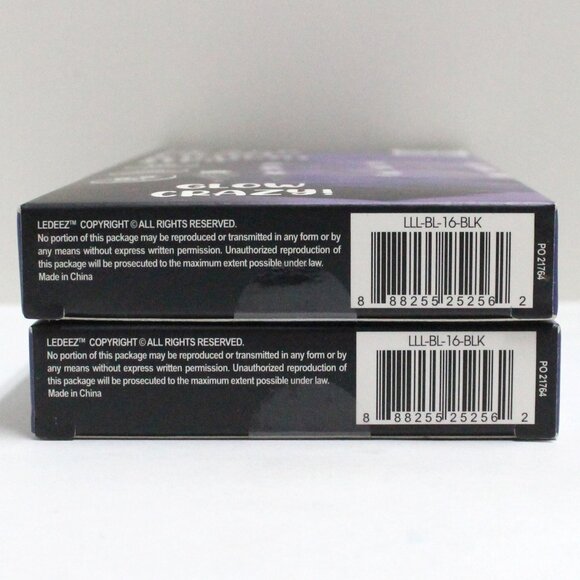 GLOW
CRAZY!
LEDEEZ™ COPYRIGHT © ALL RIGHTS RESERVED.
No portion of this package may be reproduced or transmitted in any form or by
any means without express written permission. Unauthorized reproduction of
this package will be prosecuted to the maximum extent possible under law.
Made in China
LLL-BL-16-BLK
8 88255 25256 2
PO 21764
LEDEEZ™ COPYRIGHT © ALL RIGHTS RESERVED.
No portion of this package may be reproduced or transmitted in any form or by
any means without express written permission. Unauthorized reproduction of
this package will be prosecuted to the maximum extent possible under law.
Made in China
LLL-BL-16-BLK
8 88255 25256 2
PO 21764